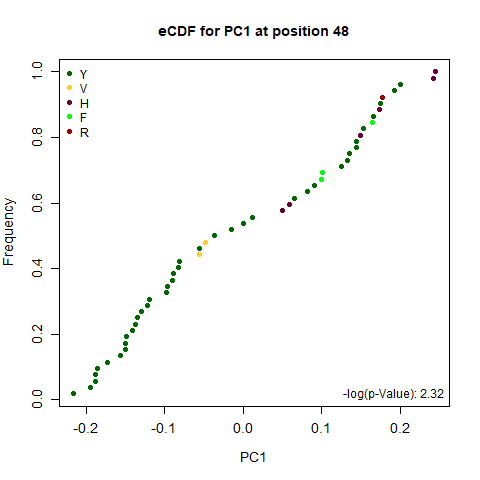 eCDF for PC1 at position 48
Y
V
H
F
R
Frequency
1.0
0.8
0.6
0.4
0.2
0.0
-log(p-Value): 2.32
-0.2 -0.1 0.0 0.1 0.2
PC1